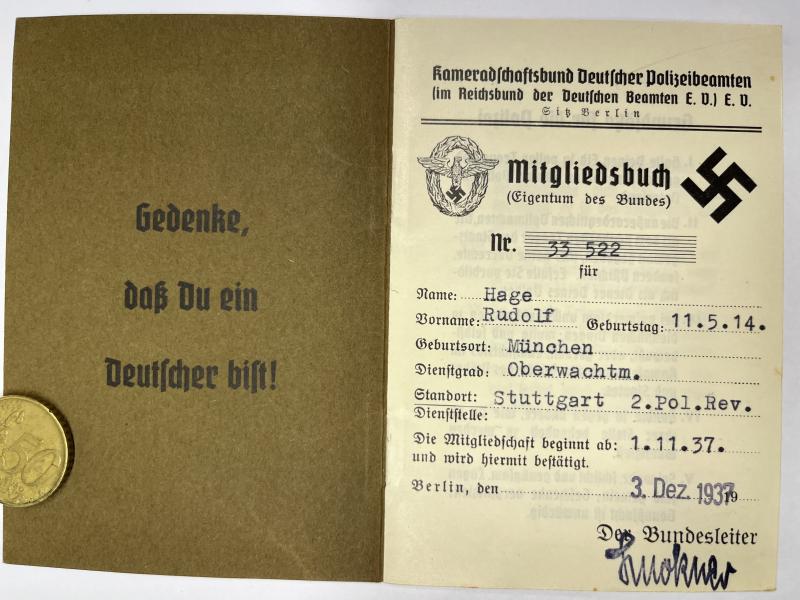 Gedenke,
daß Du ein
Deutscher bist!
50
Kameradschaftsbund Deutscher Polizeibeamten
(im Reichsbund der Deutschen Beamten E. V.) E. V.
Sitz Berlin
Mitgliedsbuch
(Eigentum des Bundes)
Nr. 33 522
für
Name: Hage
Vorname: Rudolf Geburtstag: 11.5.14.
Geburtsort: München
Dienstgrad: Oberwachtm.
Standort: Stuttgart 2.Pol.Rev.
Dienststelle:
Die Mitgliedschaft beginnt ab: 1.11.37.
und wird hiermit bestätigt.
Berlin, den 3. Dez. 1937 19
Der Bundesleiter